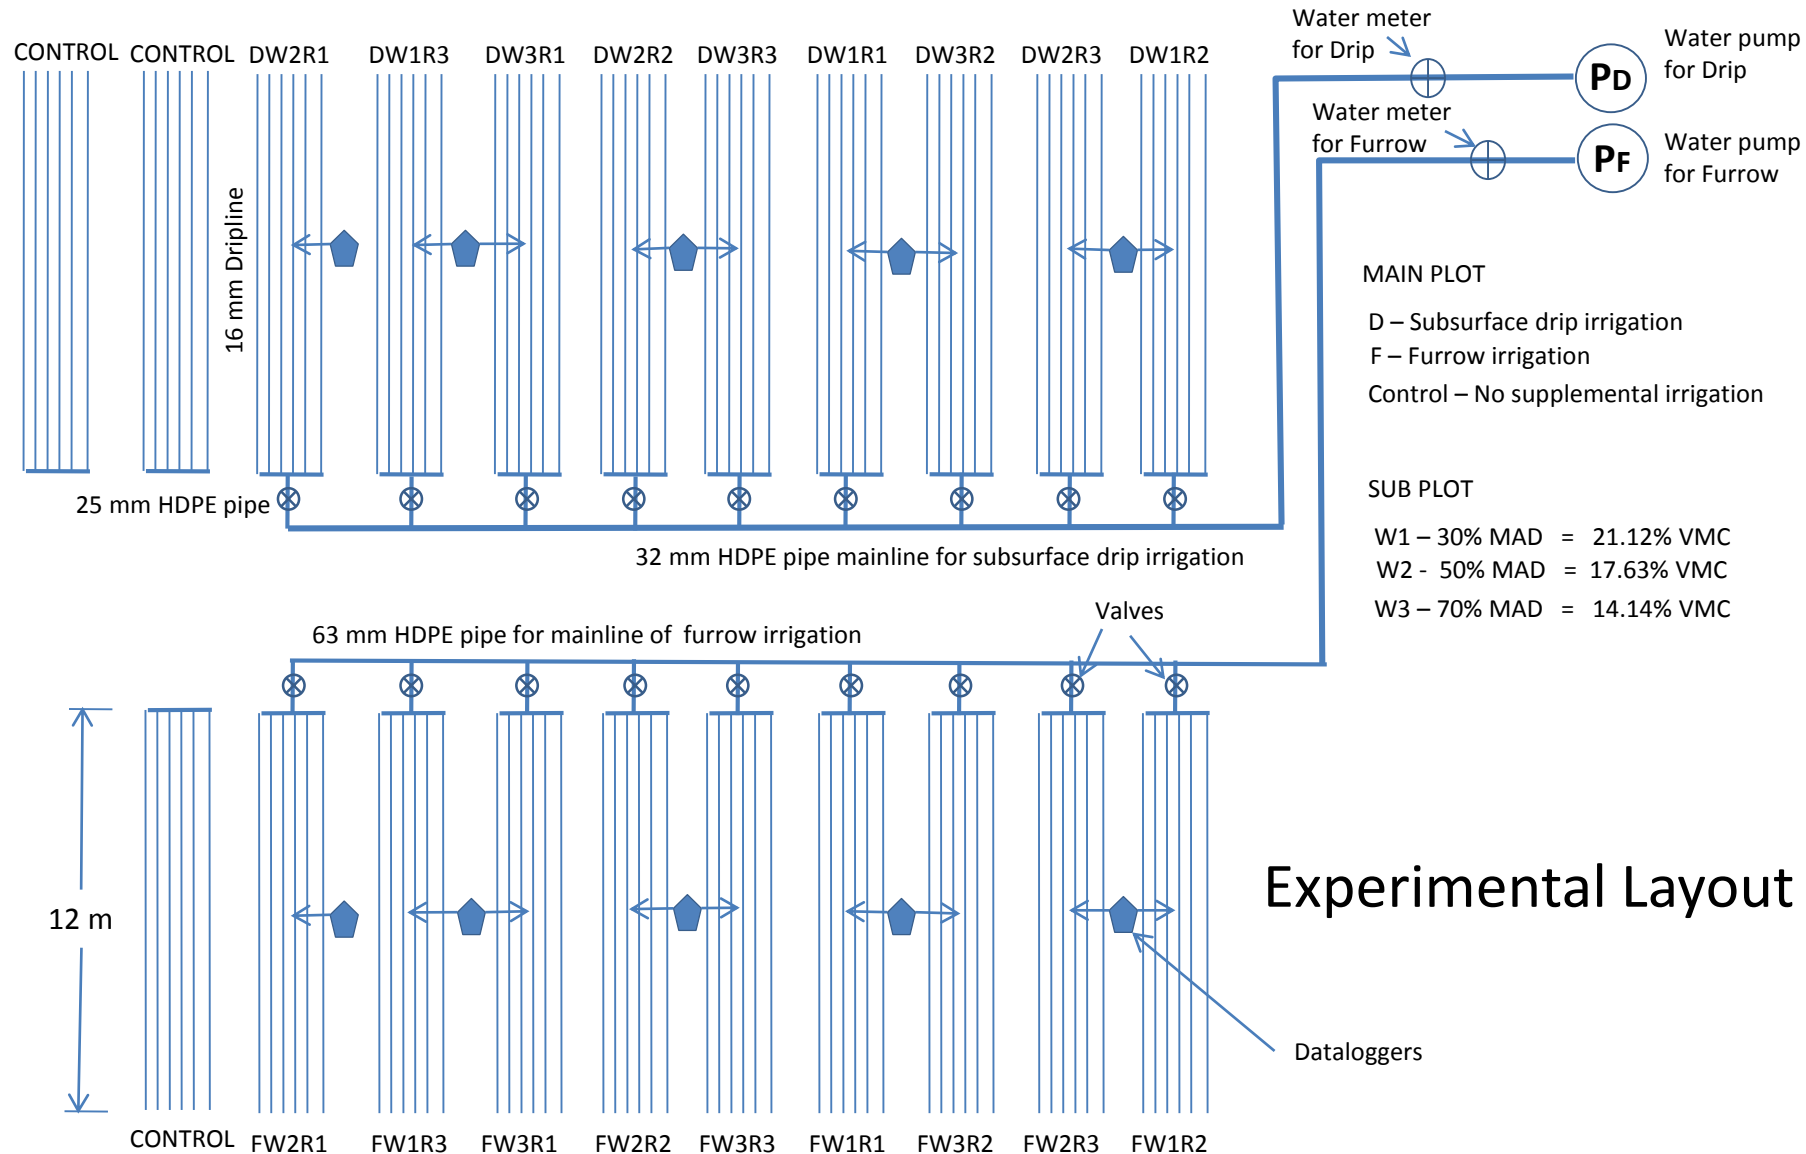 CONTROL CONTROL DW2R1 DW1R3 DW3R1 DW2R2 DW3R3 DW1R1 DW3R2 DW2R3 DW1R2
Water meter
for Drip
PD
Water pump
for Drip
Water meter
for Furrow
PF
Water pump
for Furrow
16 mm Dripline
MAIN PLOT
D – Subsurface drip irrigation
F – Furrow irrigation
Control – No supplemental irrigation
25 mm HDPE pipe
32 mm HDPE pipe mainline for subsurface drip irrigation
SUB PLOT
W1 – 30% MAD = 21.12% VMC
W2 - 50% MAD = 17.63% VMC
W3 – 70% MAD = 14.14% VMC
Valves
63 mm HDPE pipe for mainline of furrow irrigation
12 m
Experimental Layout
Dataloggers
CONTROL FW2R1 FW1R3 FW3R1 FW2R2 FW3R3 FW1R1 FW3R2 FW2R3 FW1R2